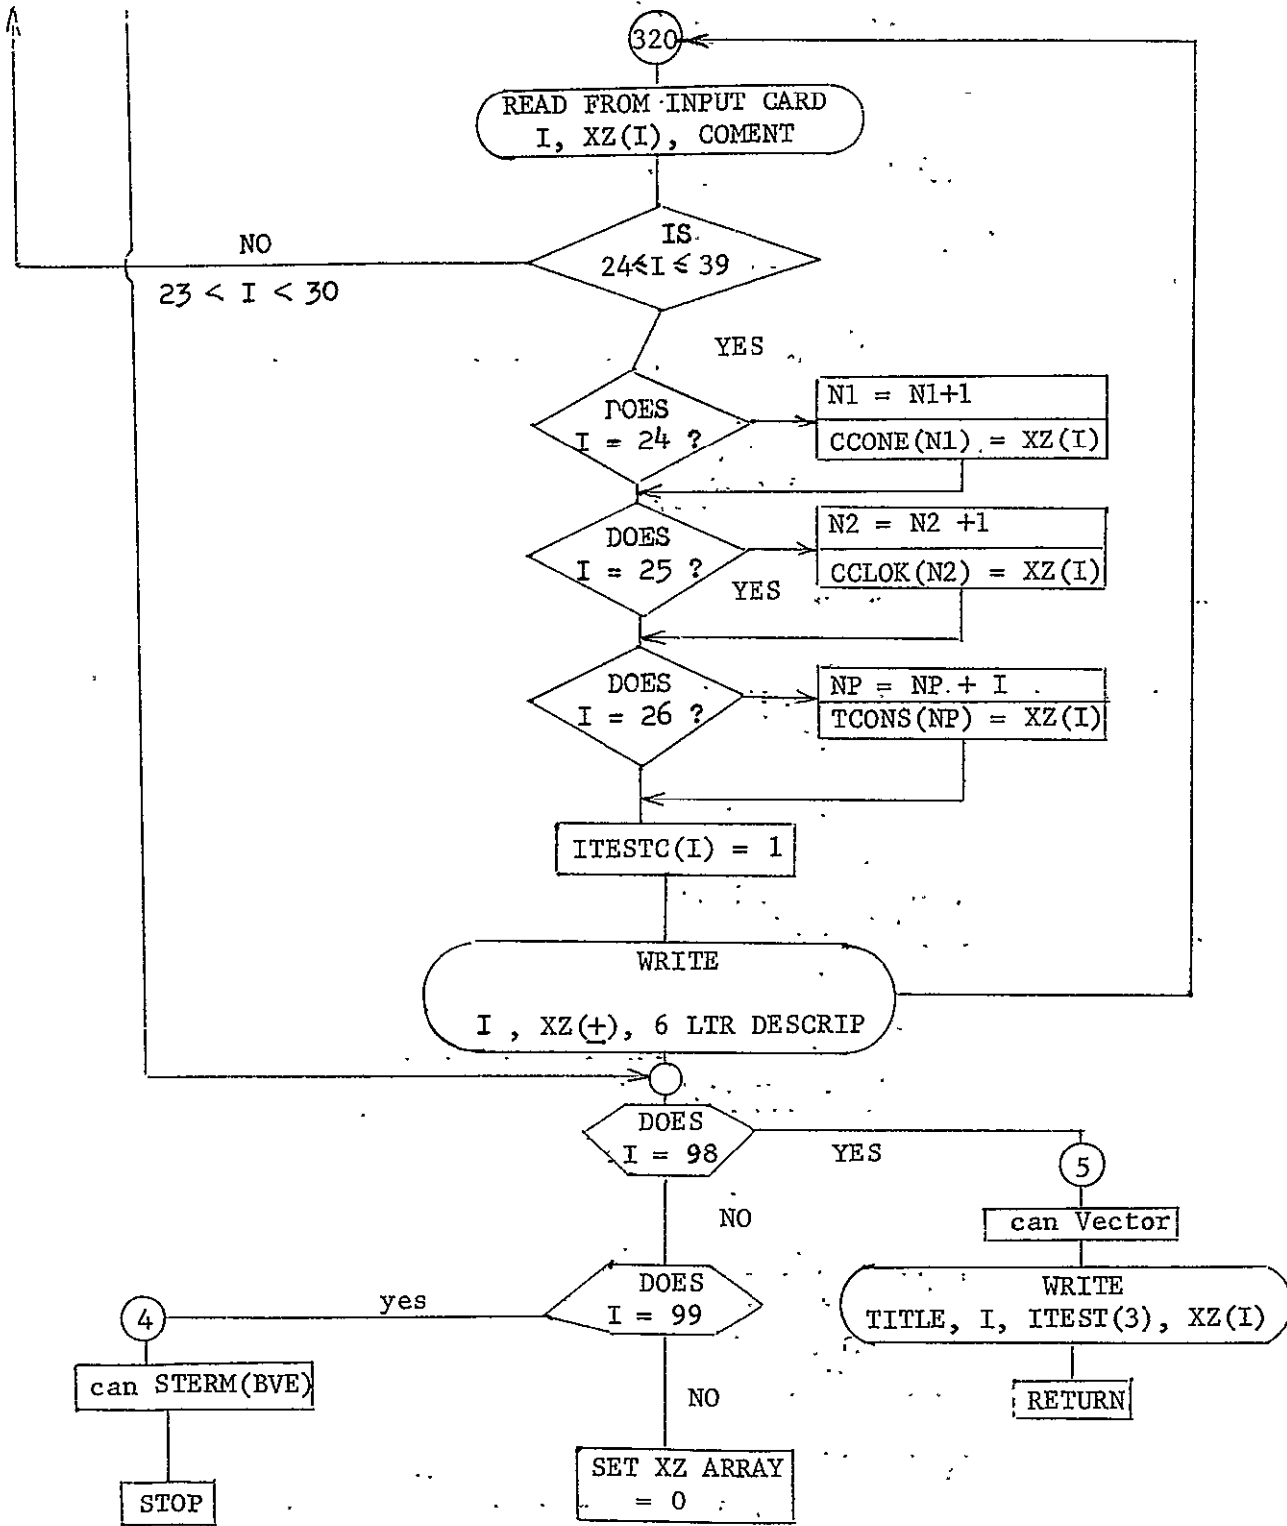 320
READ FROM INPUT CARD
I, XZ(I), COMENT
IS
24≤I≤39
NO
23 < I < 30
YES
DOES
I = 24 ?
N1 = N1+1
CCONE(N1) = XZ(I)
DOES
I = 25 ?
YES
N2 = N2 +1
CCLOK(N2) = XZ(I)
DOES
I = 26 ?
NP = NP + I
TCONS(NP) = XZ(I)
ITESTC(I) = 1
WRITE
I , XZ(±), 6 LTR DESCRIP
DOES
I = 98
YES
5
NO
can Vector
WRITE
TITLE, I, ITEST(3), XZ(I)
RETURN
DOES
I = 99
yes
4
can STERM(BVE)
STOP
NO
SET XZ ARRAY
= 0